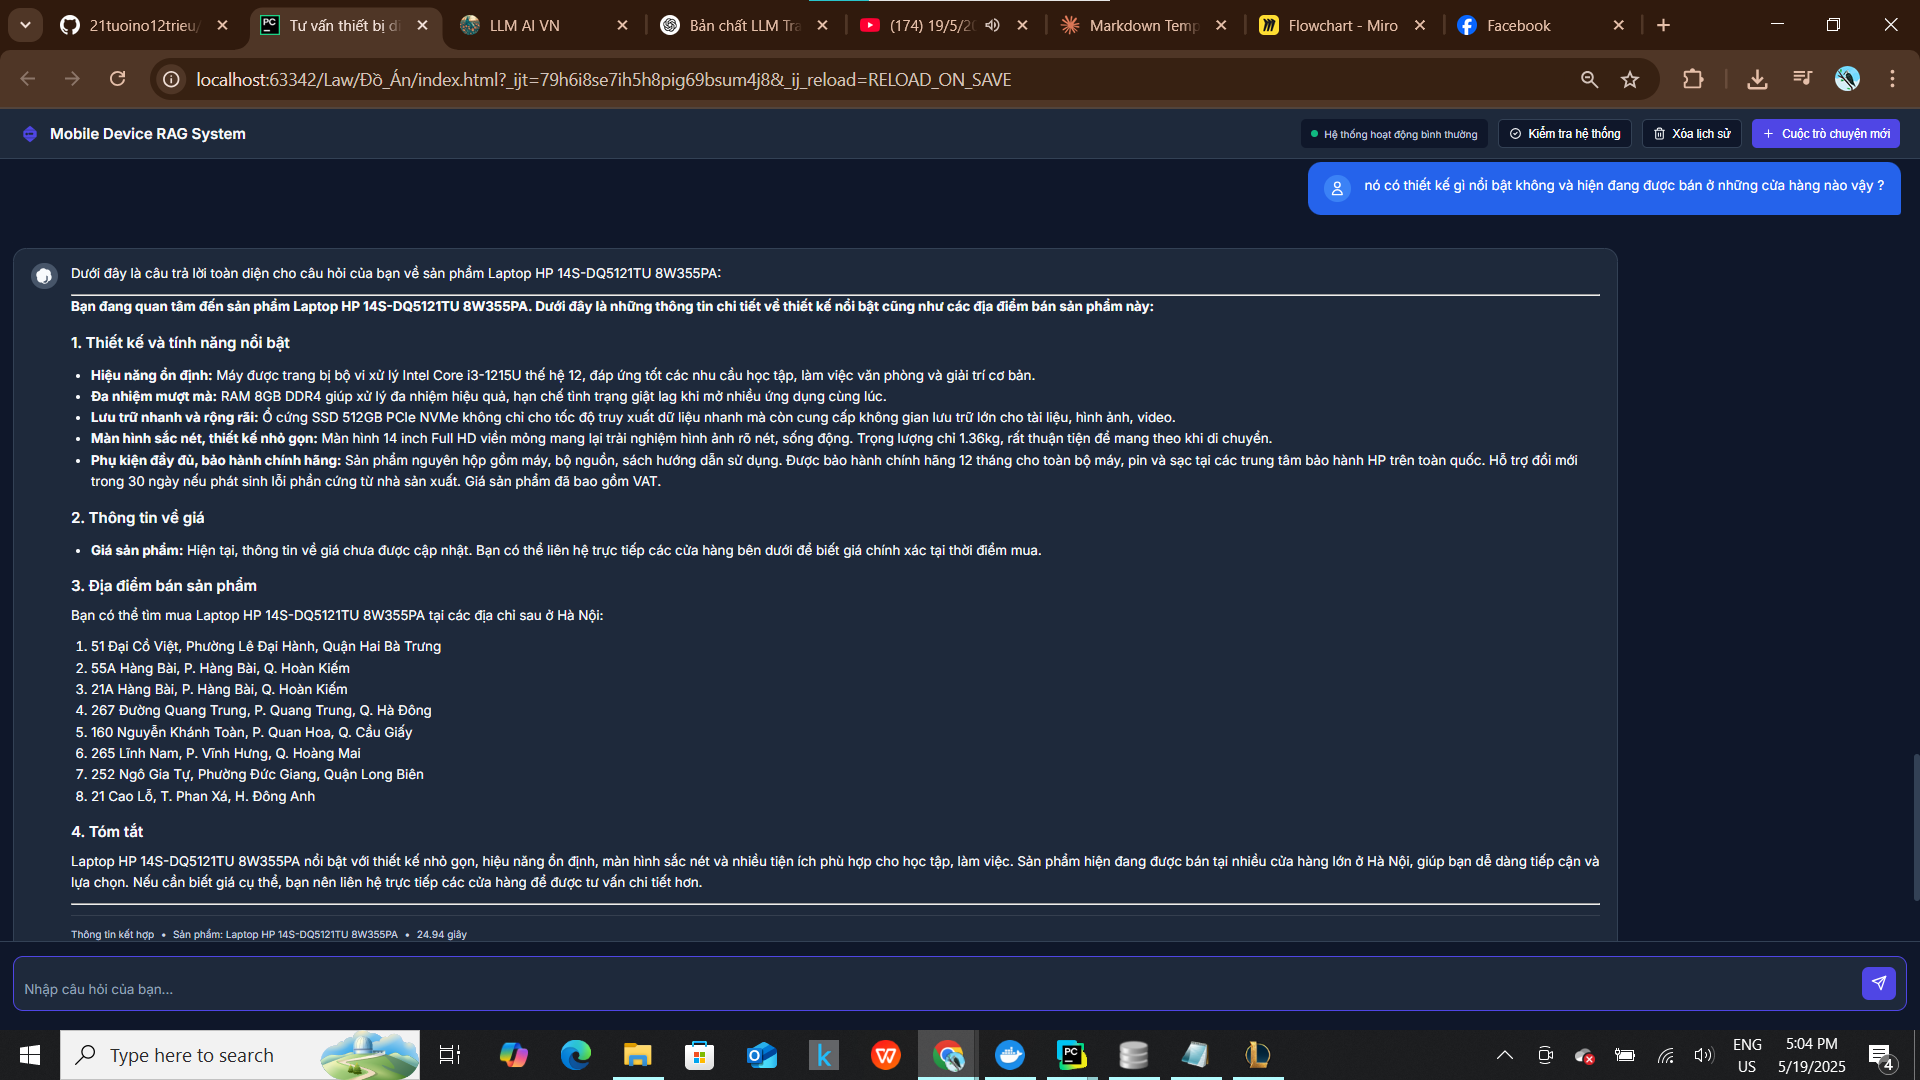 21tuoino12trieu/
Tư vấn thiết bị di
LLM AI VN
Bản chất LLM Tra
(174) 19/5/20
Markdown Temp
Flowchart - Miro
Facebook
localhost:63342/Law/Đồ_Án/index.html?_ijt=79h6i8se7ih5h8pig69bsum4j8&_ij_reload=RELOAD_ON_SAVE
Mobile Device RAG System
Hệ thống hoạt động bình thường
Kiểm tra hệ thống
Xóa lịch sử
Cuộc trò chuyện mới
nó có thiết kế gì nổi bật không và hiện đang được bán ở những cửa hàng nào vậy ?
Dưới đây là câu trả lời toàn diện cho câu hỏi của bạn về sản phẩm Laptop HP 14S-DQ5121TU 8W355PA:
Bạn đang quan tâm đến sản phẩm Laptop HP 14S-DQ5121TU 8W355PA. Dưới đây là những thông tin chi tiết về thiết kế nổi bật cũng như các địa điểm bán sản phẩm này:
1. Thiết kế và tính năng nổi bật
• Hiệu năng ổn định: Máy được trang bị bộ vi xử lý Intel Core i3-1215U thế hệ 12, đáp ứng tốt các nhu cầu học tập, làm việc văn phòng và giải trí cơ bản.
• Đa nhiệm mượt mà: RAM 8GB DDR4 giúp xử lý đa nhiệm hiệu quả, hạn chế tình trạng giật lag khi mở nhiều ứng dụng cùng lúc.
• Lưu trữ nhanh và rộng rãi: Ổ cứng SSD 512GB PCIe NVMe không chỉ cho tốc độ truy xuất dữ liệu nhanh mà còn cung cấp không gian lưu trữ lớn cho tài liệu, hình ảnh, video.
• Màn hình sắc nét, thiết kế nhỏ gọn: Màn hình 14 inch Full HD viền mỏng mang lại trải nghiệm hình ảnh rõ nét, sống động. Trọng lượng chỉ 1.36kg, rất thuận tiện để mang theo khi di chuyển.
• Phụ kiện đầy đủ, bảo hành chính hãng: Sản phẩm nguyên hộp gồm máy, bộ nguồn, sách hướng dẫn sử dụng. Được bảo hành chính hãng 12 tháng cho toàn bộ máy, pin và sạc tại các trung tâm bảo hành HP trên toàn quốc. Hỗ trợ đổi mới
trong 30 ngày nếu phát sinh lỗi phần cứng từ nhà sản xuất. Giá sản phẩm đã bao gồm VAT.
2. Thông tin về giá
• Giá sản phẩm: Hiện tại, thông tin về giá chưa được cập nhật. Bạn có thể liên hệ trực tiếp các cửa hàng bên dưới để biết giá chính xác tại thời điểm mua.
3. Địa điểm bán sản phẩm
Bạn có thể tìm mua Laptop HP 14S-DQ5121TU 8W355PA tại các địa chỉ sau ở Hà Nội:
1. 51 Đại Cồ Việt, Phường Lê Đại Hành, Quận Hai Bà Trưng
2. 55A Hàng Bài, P. Hàng Bài, Q. Hoàn Kiếm
3. 21A Hàng Bài, P. Hàng Bài, Q. Hoàn Kiếm
4. 267 Đường Quang Trung, P. Quang Trung, Q. Hà Đông
5. 160 Nguyễn Khánh Toàn, P. Quan Hoa, Q. Cầu Giấy
6. 265 Lĩnh Nam, P. Vĩnh Hưng, Q. Hoàng Mai
7. 252 Ngô Gia Tự, Phường Đức Giang, Quận Long Biên
8. 21 Cao Lỗ, T. Phan Xá, H. Đông Anh
4. Tóm tắt
Laptop HP 14S-DQ5121TU 8W355PA nổi bật với thiết kế nhỏ gọn, hiệu năng ổn định, màn hình sắc nét và nhiều tiện ích phù hợp cho học tập, làm việc. Sản phẩm hiện đang được bán tại nhiều cửa hàng lớn ở Hà Nội, giúp bạn dễ dàng tiếp cận và
lựa chọn. Nếu cần biết giá cụ thể, bạn nên liên hệ trực tiếp các cửa hàng để được tư vấn chi tiết hơn.
Thông tin kết hợp • Sản phẩm: Laptop HP 14S-DQ5121TU 8W355PA • 24.94 giây
Nhập câu hỏi của bạn...
Type here to search
ENG
US
5:04 PM
5/19/2025
4